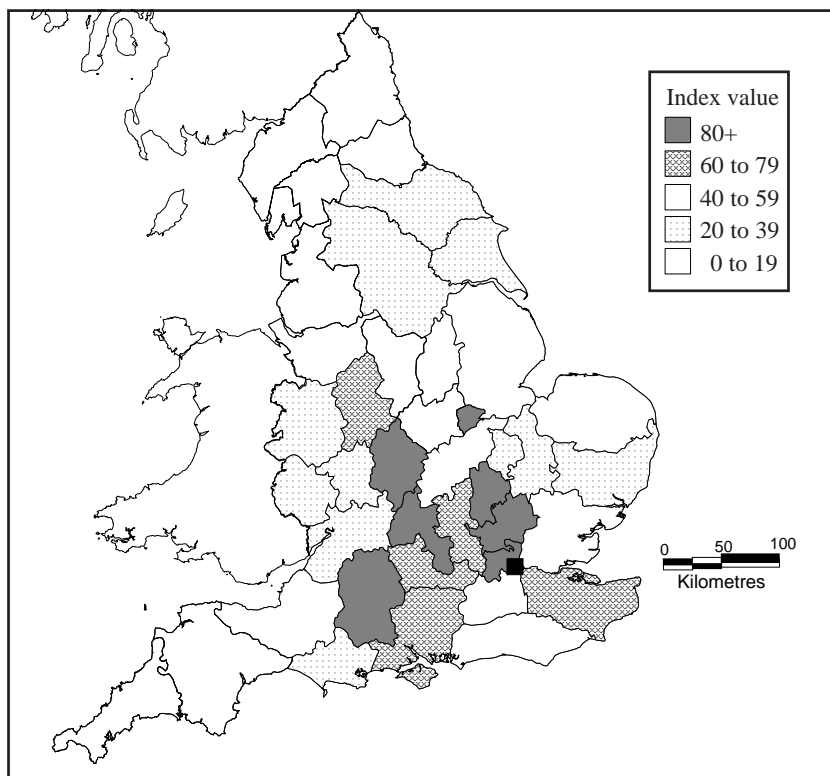 Index value
80+
60 to 79
40 to 59
20 to 39
0 to 19
0 50 100
Kilometres